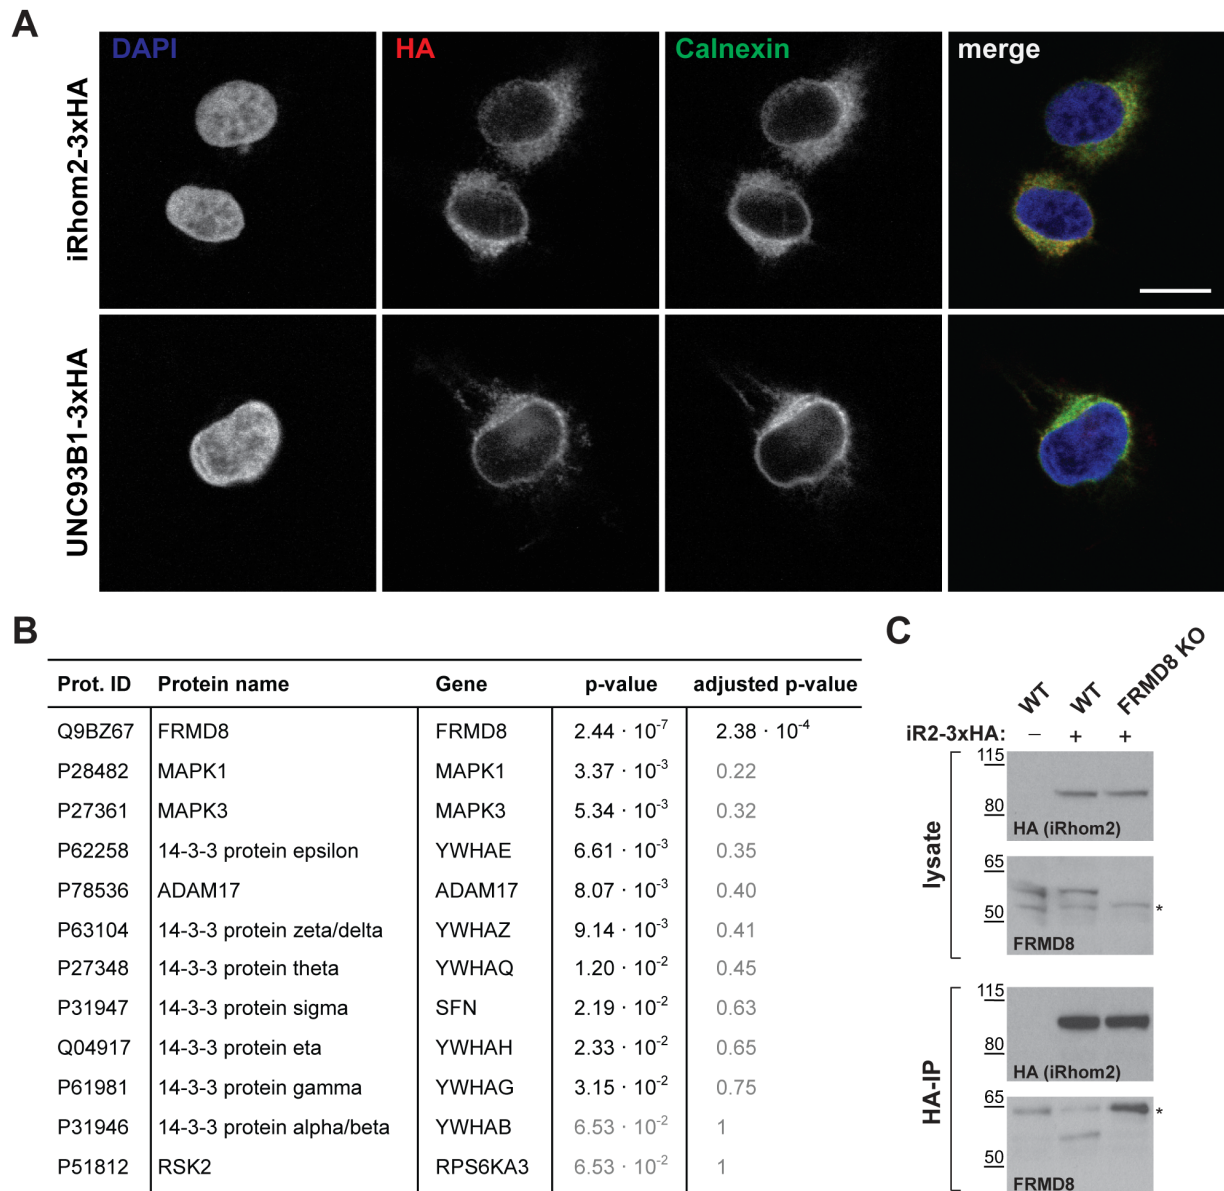 A
DAPI HA Calnexin merge
iRhom2-3xHA
UNC93B1-3xHA
B
Prot. ID Protein name Gene p-value adjusted p-value
Q9BZ67 FRMD8 FRMD8 2.44 · 10⁻⁷ 2.38 · 10⁻⁴
P28482 MAPK1 MAPK1 3.37 · 10⁻³ 0.22
P27361 MAPK3 MAPK3 5.34 · 10⁻³ 0.32
P62258 14-3-3 protein epsilon YWHAE 6.61 · 10⁻³ 0.35
P78536 ADAM17 ADAM17 8.07 · 10⁻³ 0.40
P63104 14-3-3 protein zeta/delta YWHAZ 9.14 · 10⁻³ 0.41
P27348 14-3-3 protein theta YWHAQ 1.20 · 10⁻² 0.45
P31947 14-3-3 protein sigma SFN 2.19 · 10⁻² 0.63
Q04917 14-3-3 protein eta YWHAH 2.33 · 10⁻² 0.65
P61981 14-3-3 protein gamma YWHAG 3.15 · 10⁻² 0.75
P31946 14-3-3 protein alpha/beta YWHAB 6.53 · 10⁻² 1
P51812 RSK2 RPS6KA3 6.53 · 10⁻² 1
C
WT WT FRMD8 KO
iR2-3xHA: – + +
lysate
115
80
HA (iRhom2)
65
50 *
FRMD8
HA-IP
115
80
HA (iRhom2)
65 *
50
FRMD8